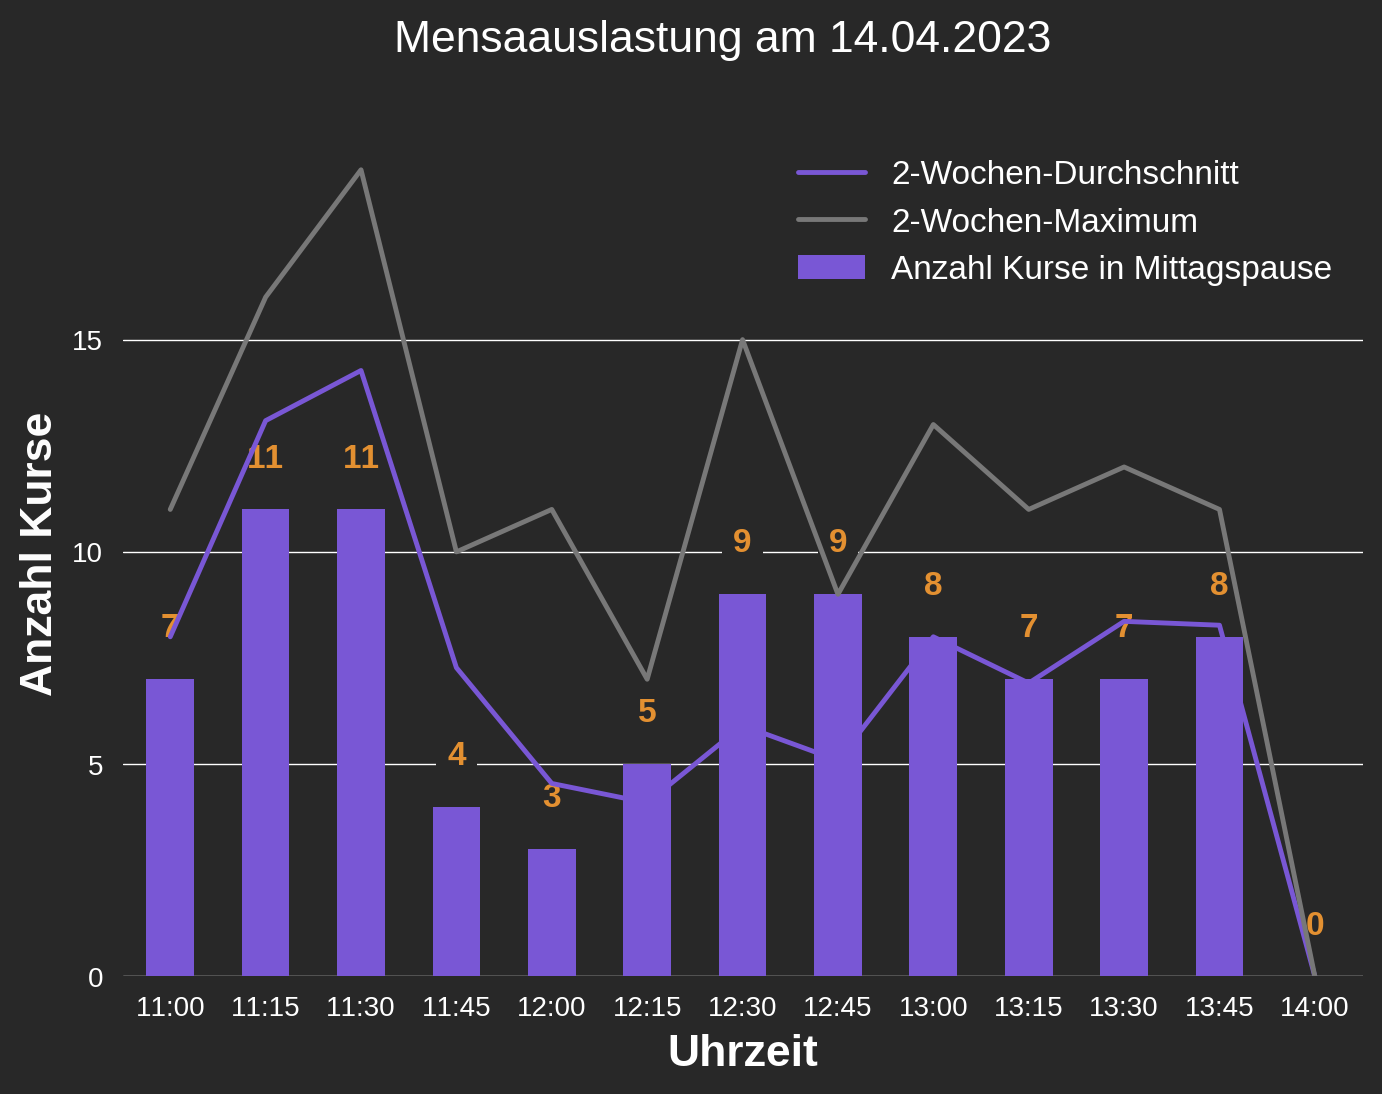 Mensaauslastung am 14.04.2023
2-Wochen-Durchschnitt
2-Wochen-Maximum
Anzahl Kurse in Mittagspause
Anzahl Kurse
15
10
5
0
7
11
11
4
3
5
9
9
8
7
7
8
0
11:00 11:15 11:30 11:45 12:00 12:15 12:30 12:45 13:00 13:15 13:30 13:45 14:00
Uhrzeit